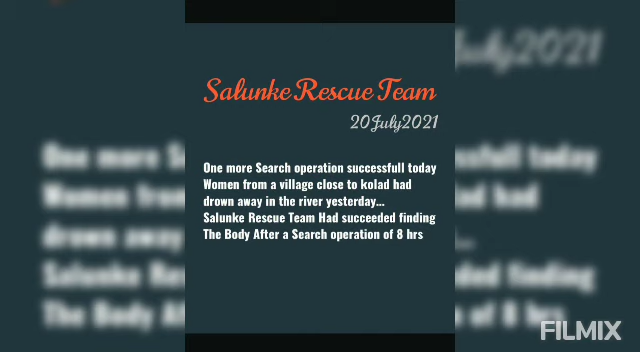 Salunke Rescue Team
20July2021
One more Search operation successfull today
Women from a village close to kolad had
drown away in the river yesterday...
Salunke Rescue Team Had succeeded finding
The Body After a Search operation of 8 hrs
FILMIX